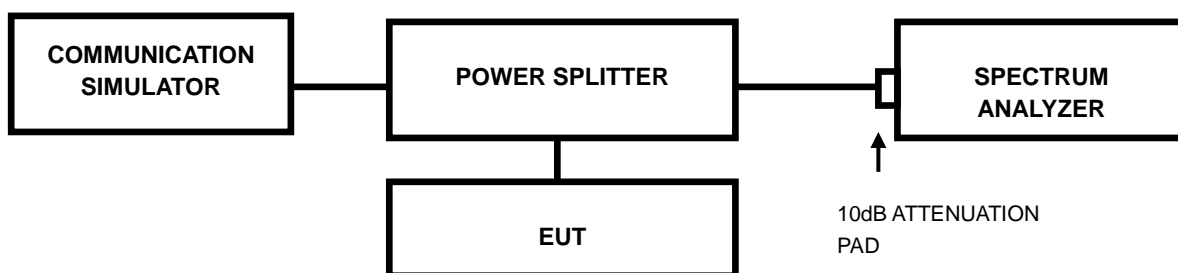 COMMUNICATION
SIMULATOR
POWER SPLITTER
SPECTRUM
ANALYZER
EUT
10dB ATTENUATION
PAD